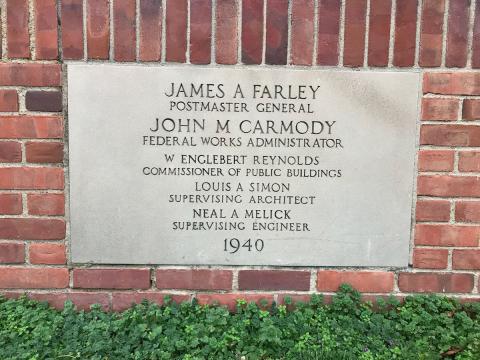 JAMES A FARLEY
POSTMASTER GENERAL
JOHN M CARMODY
FEDERAL WORKS ADMINISTRATOR
W ENGLEBERT REYNOLDS
COMMISSIONER OF PUBLIC BUILDINGS
LOUIS A SIMON
SUPERVISING ARCHITECT
NEAL A MELICK
SUPERVISING ENGINEER
1940